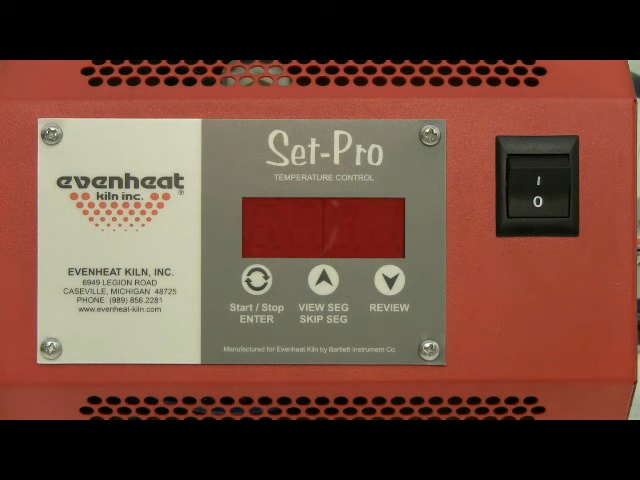 Set-Pro
TEMPERATURE CONTROL
evenheat®
kiln inc.
EVENHEAT KILN, INC.
6949 LEGION ROAD
CASEVILLE, MICHIGAN 48725
PHONE: (989) 856.2281
www.evenheat-kiln.com
Start / Stop
ENTER
VIEW SEG
SKIP SEG
REVIEW
Manufactured for Evenheat Kiln by Bartlett Instrument Co.
I
O